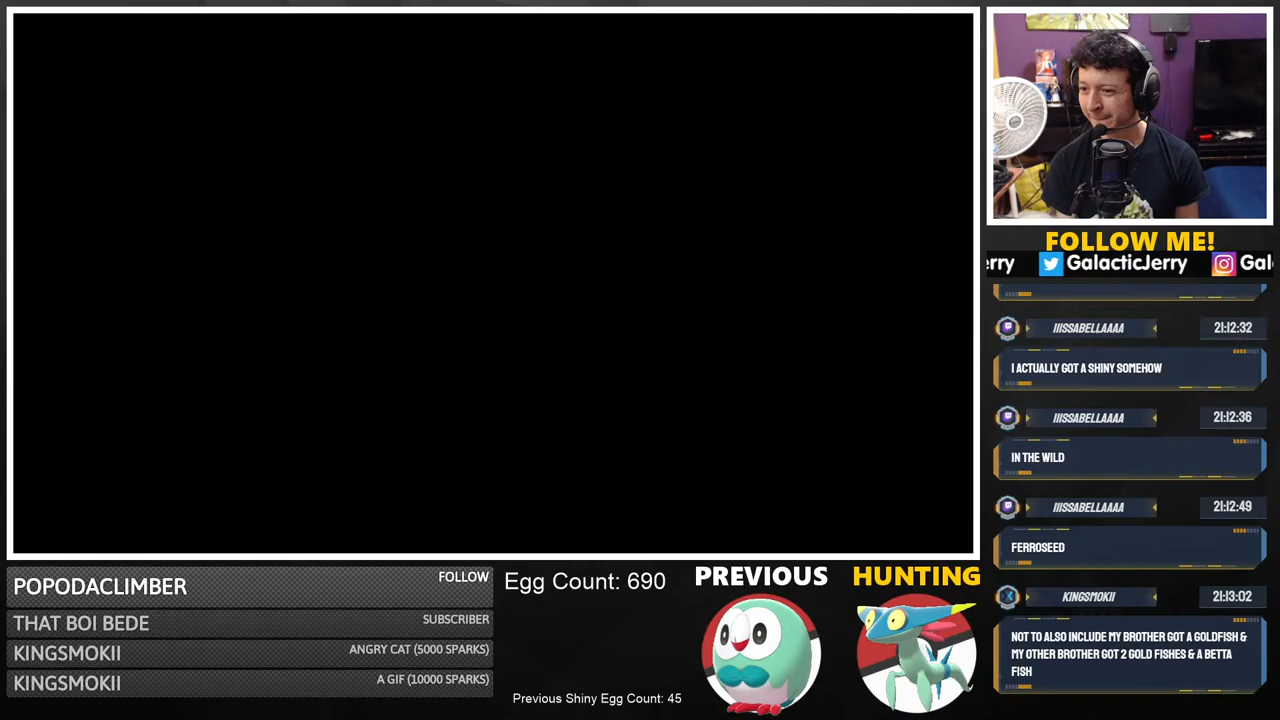 FOLLOW ME!
erry GalacticJerry Gal
IIISSABELLAAAA 21:12:32
I ACTUALLY GOT A SHINY SOMEHOW
IIISSABELLAAAA 21:12:36
IN THE WILD
IIISSABELLAAAA 21:12:49
FERROSEED
KINGSMOKII 21:13:02
NOT TO ALSO INCLUDE MY BROTHER GOT A GOLDFISH &
MY OTHER BROTHER GOT 2 GOLD FISHES & A BETTA
FISH
POPODACLIMBER FOLLOW
THAT BOI BEDE SUBSCRIBER
KINGSMOKII ANGRY CAT (5000 SPARKS)
KINGSMOKII A GIF (10000 SPARKS)
Egg Count: 690
Previous Shiny Egg Count: 45
PREVIOUS
HUNTING